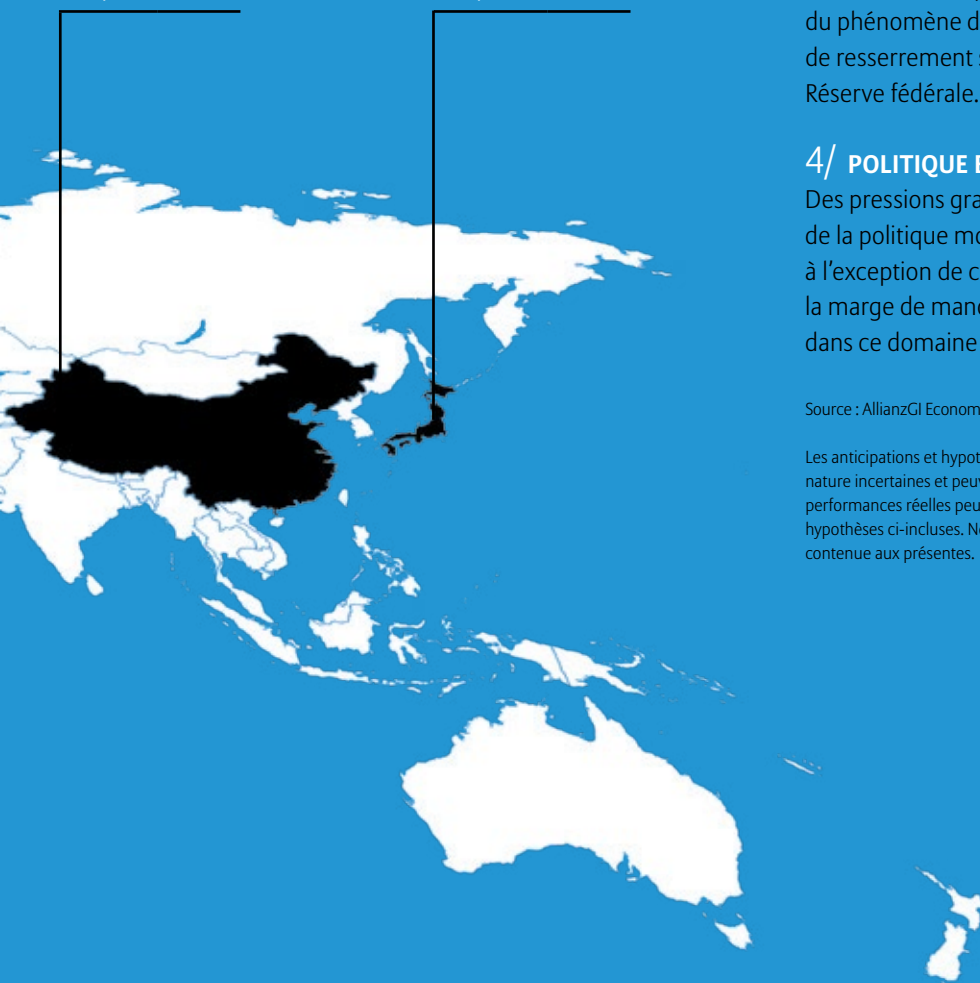 du phénomène d
de resserrement s
Réserve fédérale.
4/ POLITIQUE E
Des pressions gra
de la politique mo
à l’exception de c
la marge de manœ
dans ce domaine
Source : AllianzGI Econom
Les anticipations et hypot
nature incertaines et peuv
performances réelles peu
hypothèses ci-incluses. No
contenue aux présentes.